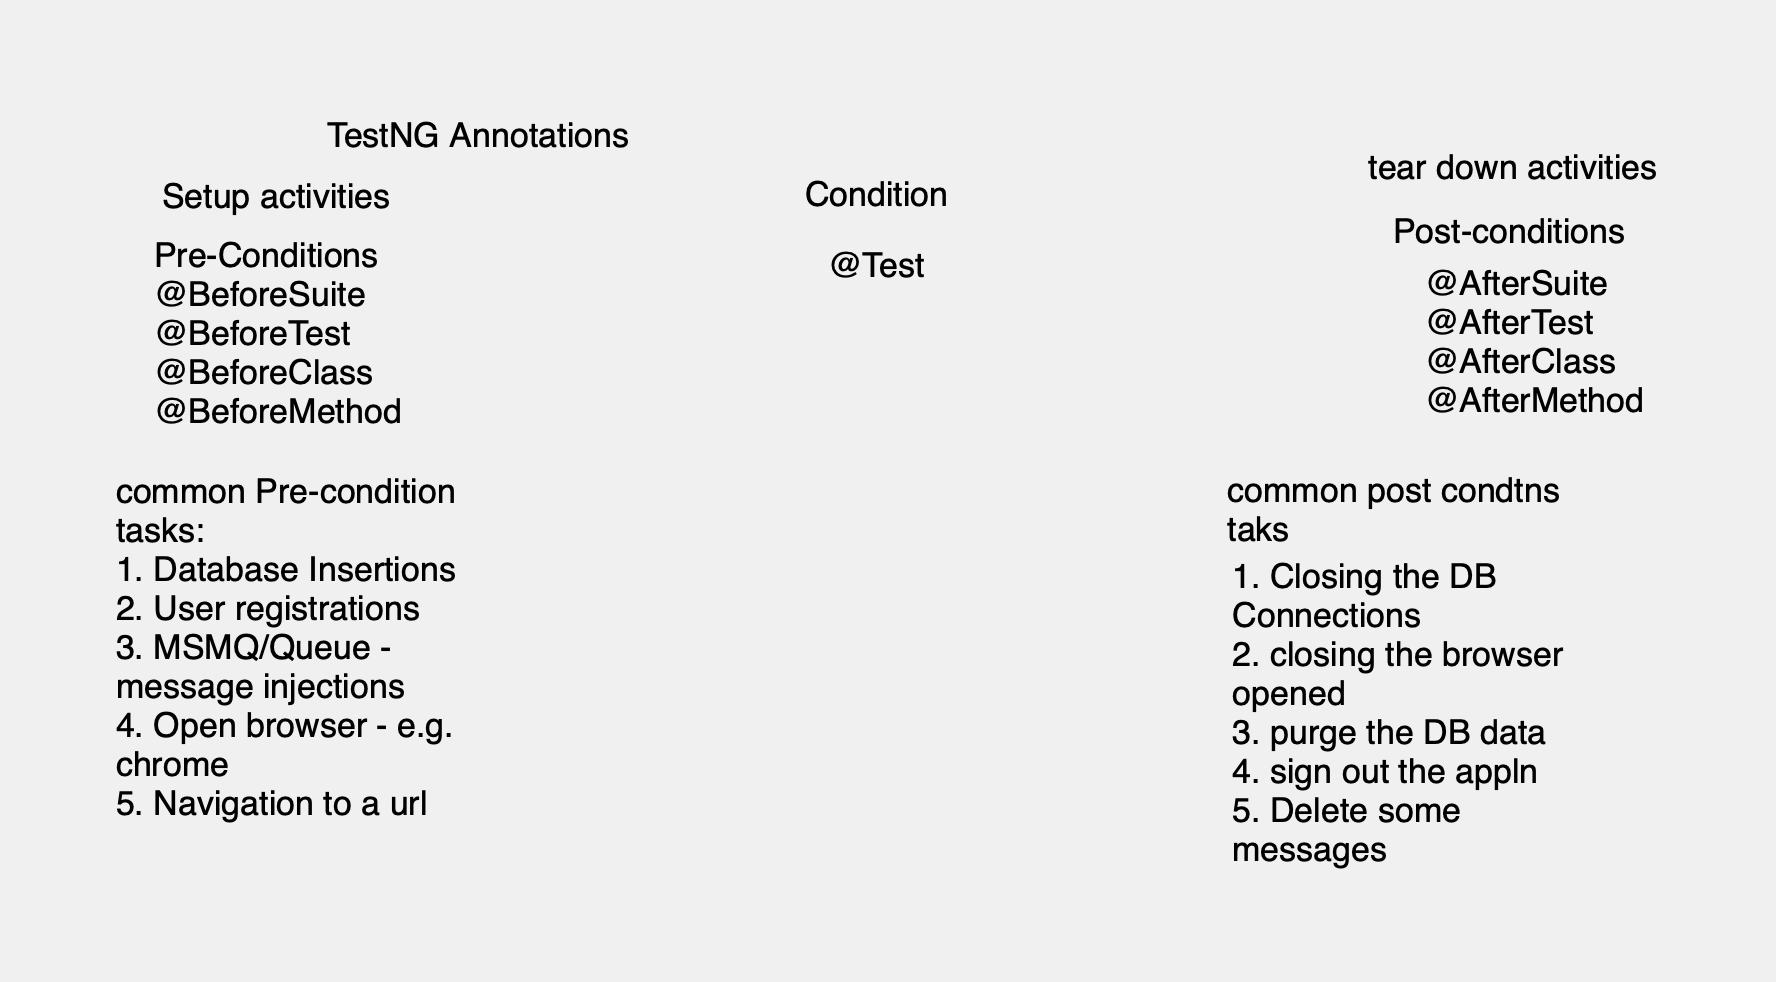 TestNG Annotations
Setup activities
Pre-Conditions
@BeforeSuite
@BeforeTest
@BeforeClass
@BeforeMethod
common Pre-condition
tasks:
1. Database Insertions
2. User registrations
3. MSMQ/Queue -
message injections
4. Open browser - e.g.
chrome
5. Navigation to a url
Condition
@Test
tear down activities
Post-conditions
@AfterSuite
@AfterTest
@AfterClass
@AfterMethod
common post condtns
taks
1. Closing the DB
Connections
2. closing the browser
opened
3. purge the DB data
4. sign out the appln
5. Delete some
messages